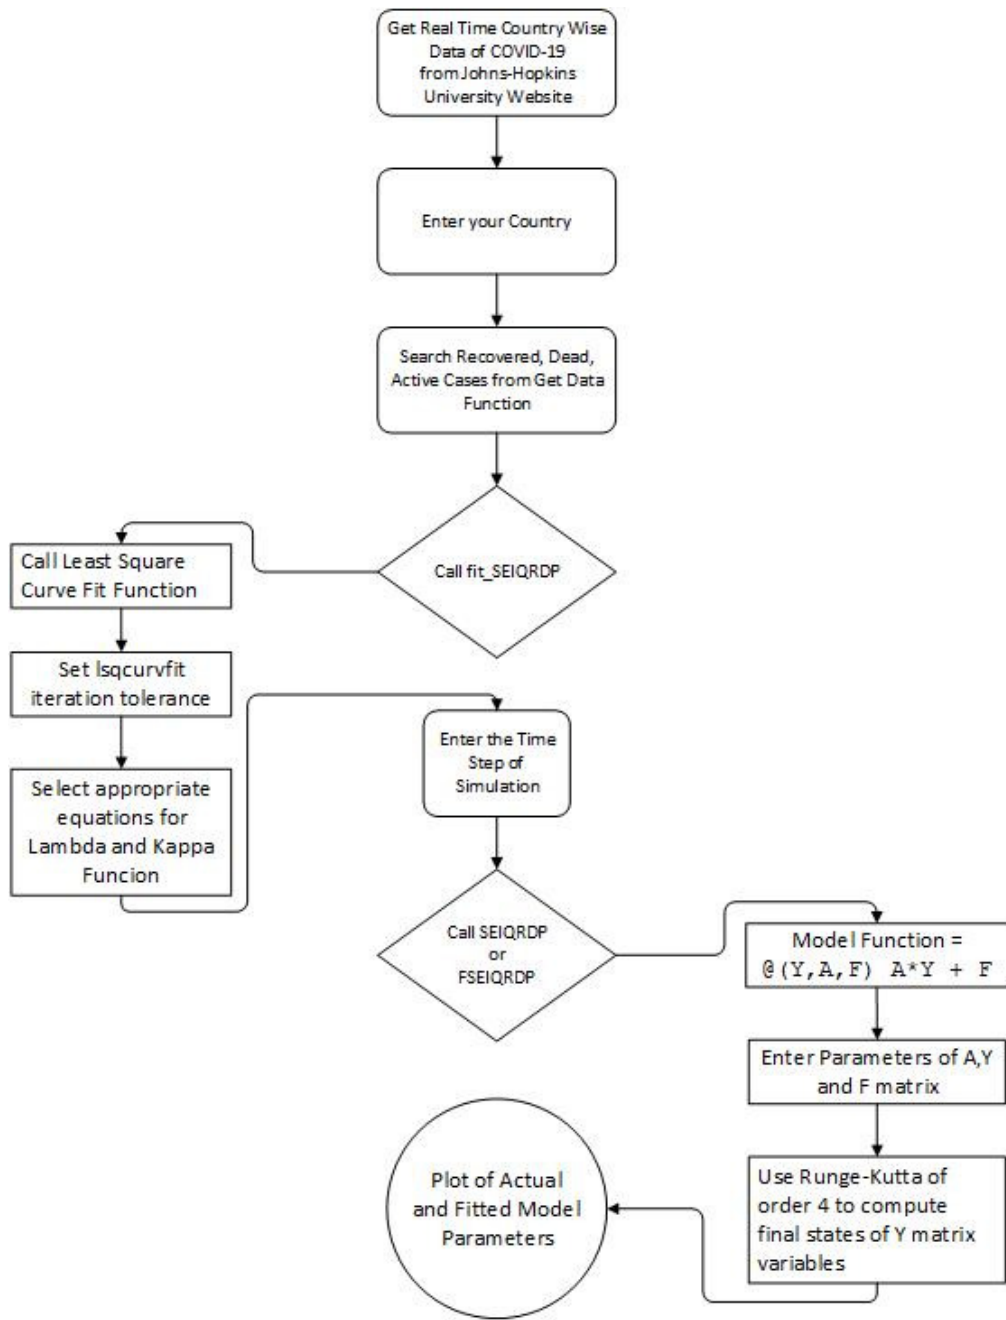 Get Real Time Country Wise
Data of COVID-19
from Johns-Hopkins
University Website
Enter your Country
Search Recovered, Dead,
Active Cases from Get Data
Function
Call fit_SEIQRDP
Call Least Square
Curve Fit Function
Set lsqcurvfit
iteration tolerance
Select appropriate
equations for
Lambda and Kappa
Funcion
Enter the Time
Step of
Simulation
Call SEIQRDP
or
FSEIQRDP
Model Function =
@(Y,A,F) A*Y + F
Enter Parameters of A,Y
and F matrix
Use Runge-Kutta of
order 4 to compute
final states of Y matrix
variables
Plot of Actual
and Fitted Model
Parameters